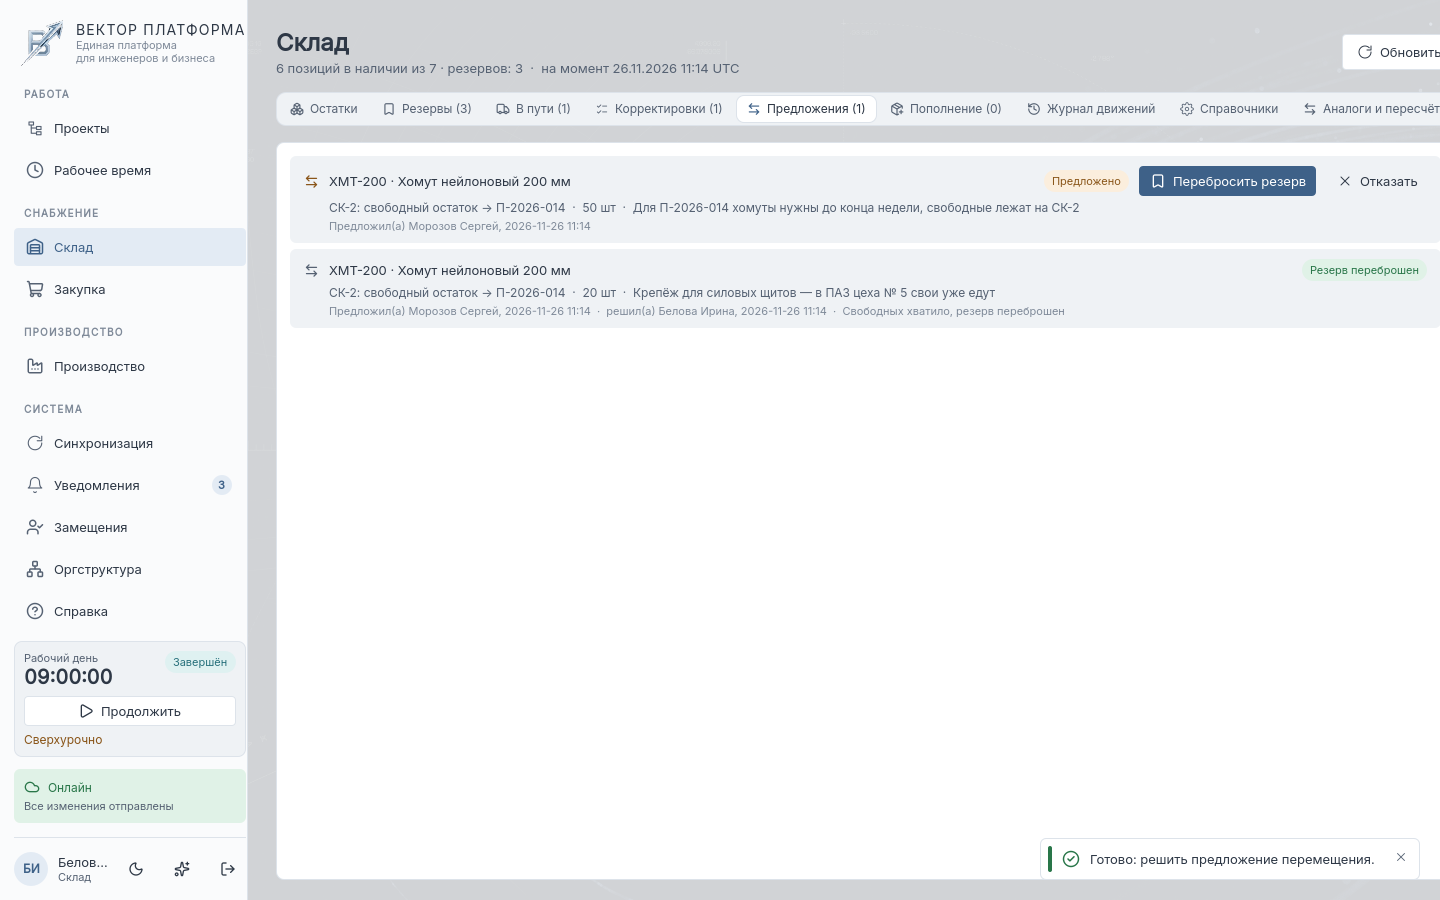 ВЕКТОР ПЛАТФОРМА
Единая платформа
для инженеров и бизнеса
РАБОТА
Проекты
Рабочее время
СНАБЖЕНИЕ
Склад
Закупка
ПРОИЗВОДСТВО
Производство
СИСТЕМА
Синхронизация
Уведомления 3
Замещения
Оргструктура
Справка
Рабочий день
Завершён
09:00:00
Продолжить
Сверхурочно
Онлайн
Все изменения отправлены
БИ
Белов...
Склад
Склад
6 позиций в наличии из 7 · резервов: 3 · на момент 26.11.2026 11:14 UTC
Обновить
Остатки Резервы (3) В пути (1) Корректировки (1) Предложения (1) Пополнение (0) Журнал движений Справочники Аналоги и пересчёт
ХМТ-200 · Хомут нейлоновый 200 мм
Предложено Перебросить резерв Отказать
СК-2: свободный остаток → П-2026-014 · 50 шт · Для П-2026-014 хомуты нужны до конца недели, свободные лежат на СК-2
Предложил(а) Морозов Сергей, 2026-11-26 11:14
ХМТ-200 · Хомут нейлоновый 200 мм
Резерв переброшен
СК-2: свободный остаток → П-2026-014 · 20 шт · Крепёж для силовых щитов — в ПАЗ цеха № 5 свои уже едут
Предложил(а) Морозов Сергей, 2026-11-26 11:14 · решил(а) Белова Ирина, 2026-11-26 11:14 · Свободных хватило, резерв переброшен
Готово: решить предложение перемещения.